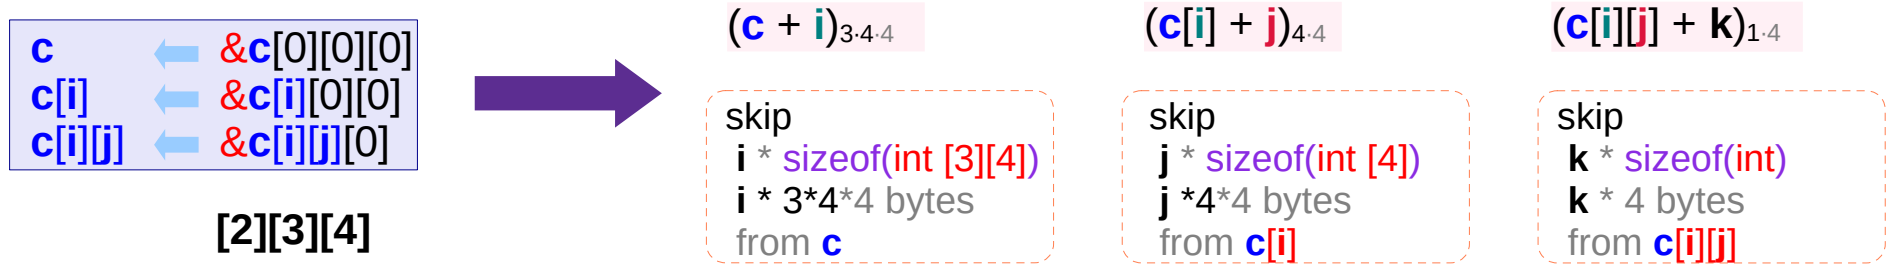 c &c[0][0][0]
c[i] &c[i][0][0]
c[i][j] &c[i][j][0]
[2][3][4]
(c + i)3·4·4
skip
i * sizeof(int [3][4])
i * 3*4*4 bytes
from c
(c[i] + j)4·4
skip
j * sizeof(int [4])
j *4*4 bytes
from c[i]
(c[i][j] + k)1·4
skip
k * sizeof(int)
k * 4 bytes
from c[i][j]